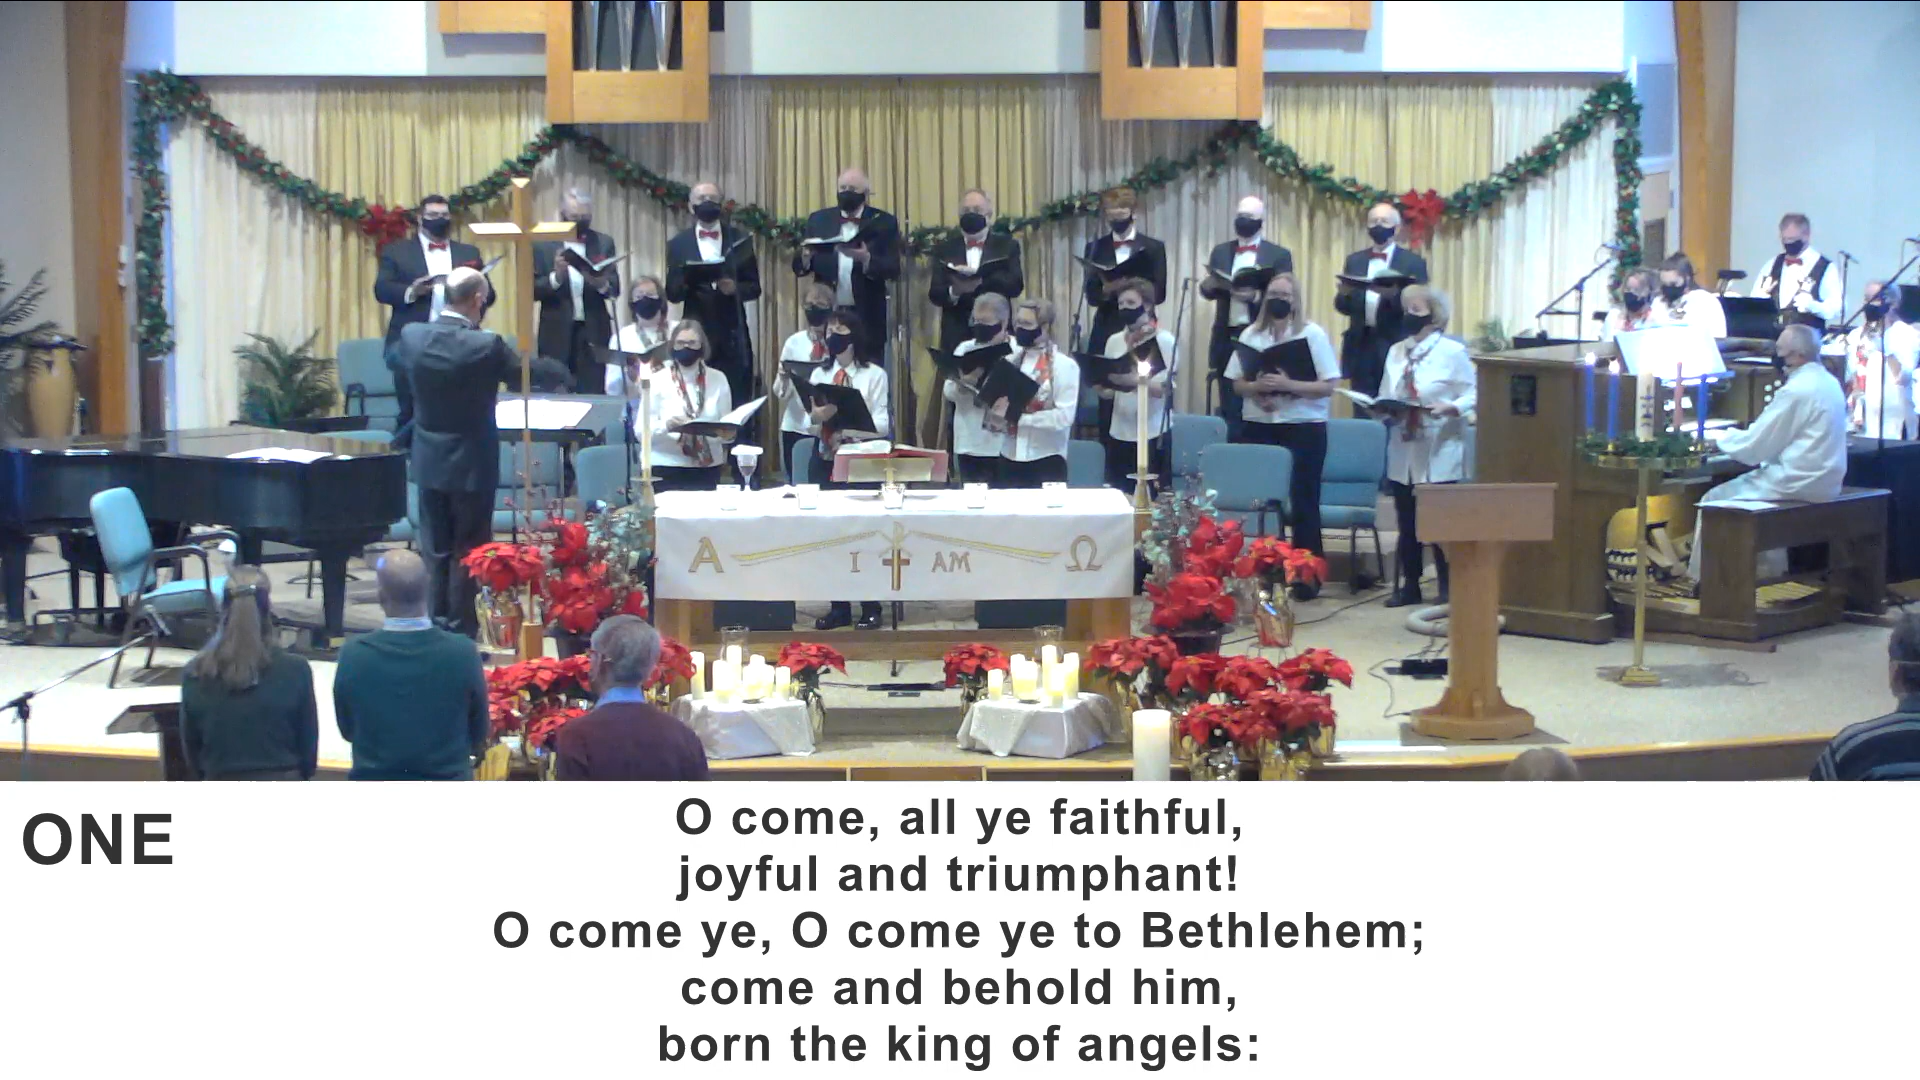 A I AM Ω
ONE
O come, all ye faithful,
joyful and triumphant!
O come ye, O come ye to Bethlehem;
come and behold him,
born the king of angels: